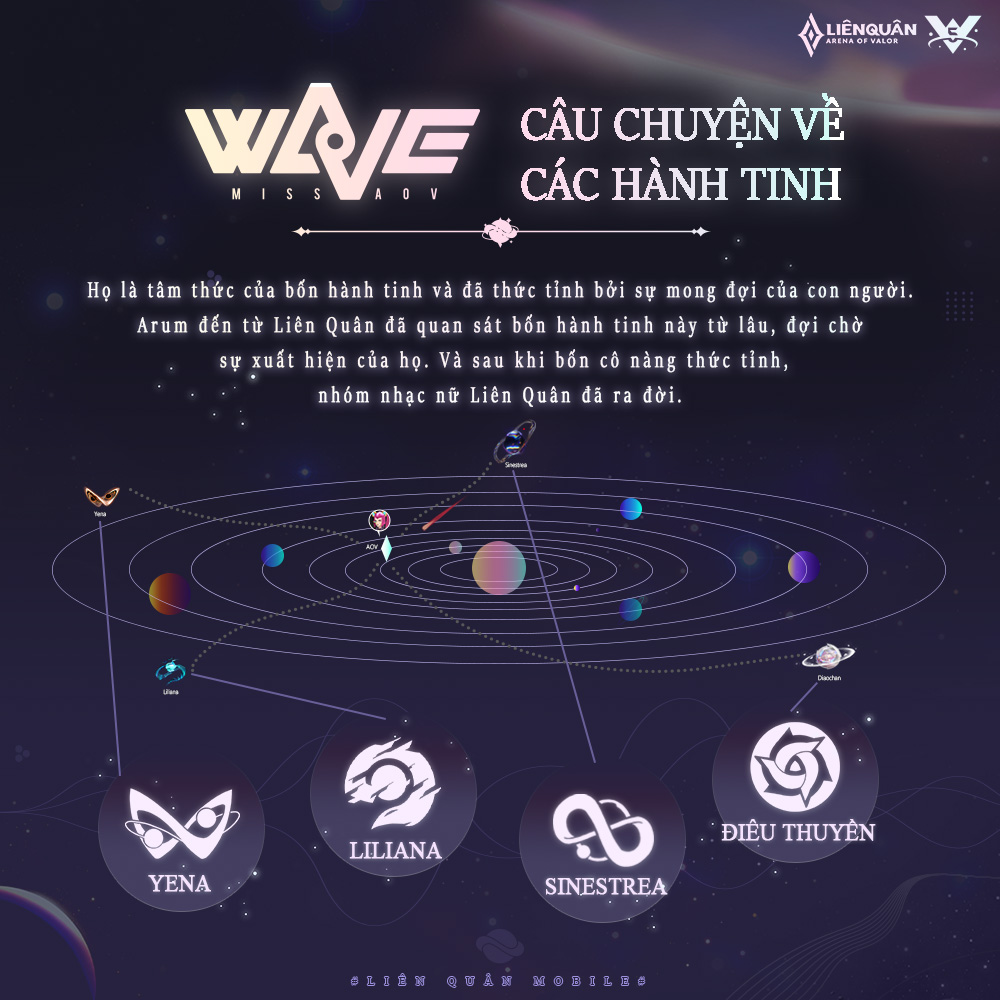 LIÊNQUÂN
ARENA OF VALOR
WAVE
MISS AOV
CÂU CHUYỆN VỀ
CÁC HÀNH TINH
Họ là tâm thức của bốn hành tinh và đã thức tỉnh bởi sự mong đợi của con người.
Arum đến từ Liên Quân đã quan sát bốn hành tinh này từ lâu, đợi chờ
sự xuất hiện của họ. Và sau khi bốn cô nàng thức tỉnh,
nhóm nhạc nữ Liên Quân đã ra đời.
Sinestrea
Yena
AOV
Liliana
Diaochan
YENA
LILIANA
SINESTREA
ĐIÊU THUYỀN
#LIÊN QUÂN MOBILE#